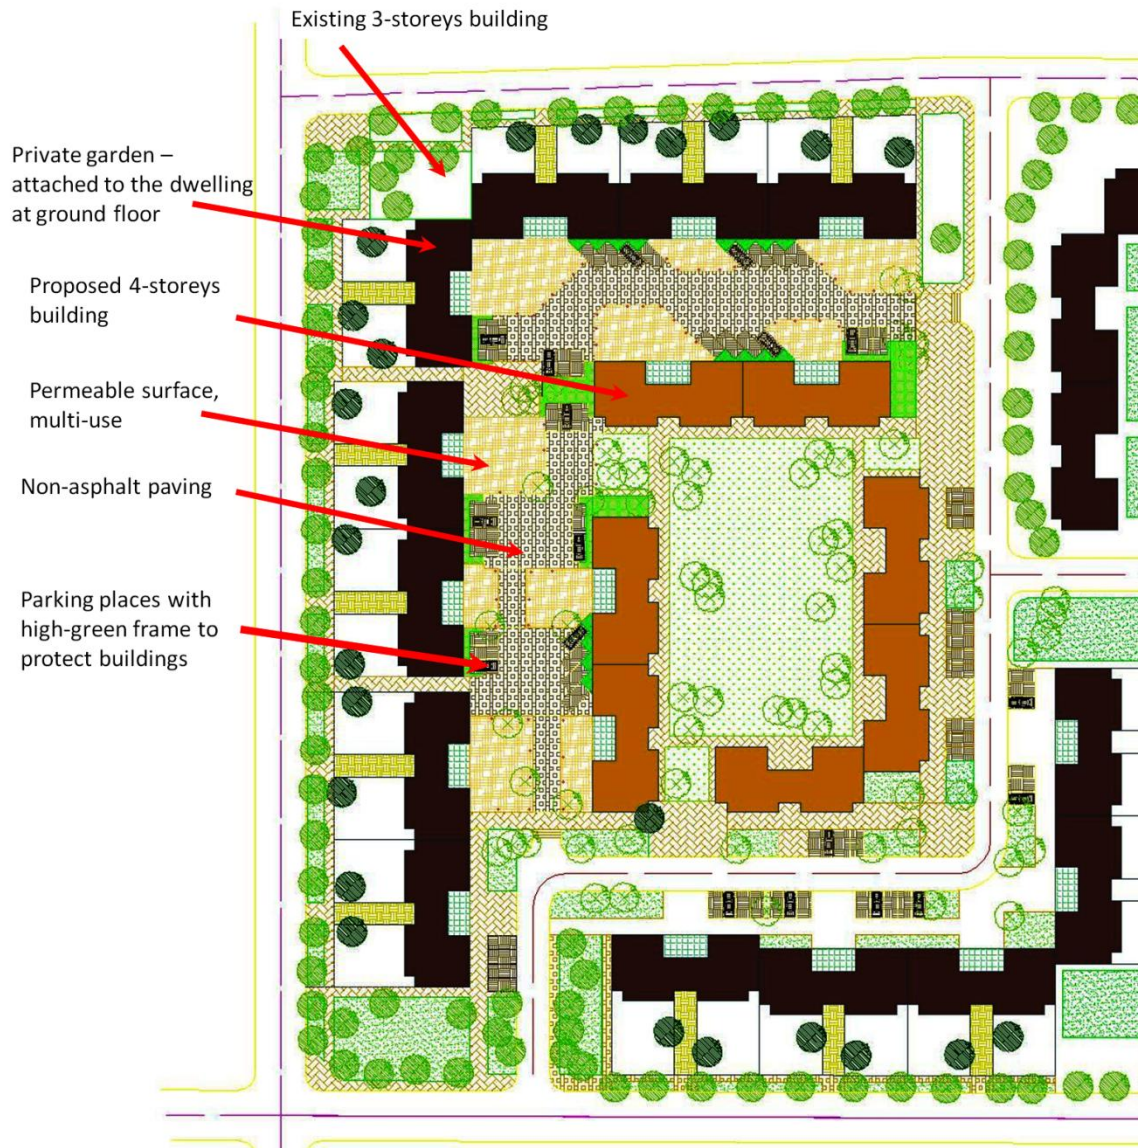 Existing 3-storeys building
Private garden –
attached to the dwelling
at ground floor
Proposed 4-storeys
building
Permeable surface,
multi-use
Non-asphalt paving
Parking places with
high-green frame to
protect buildings